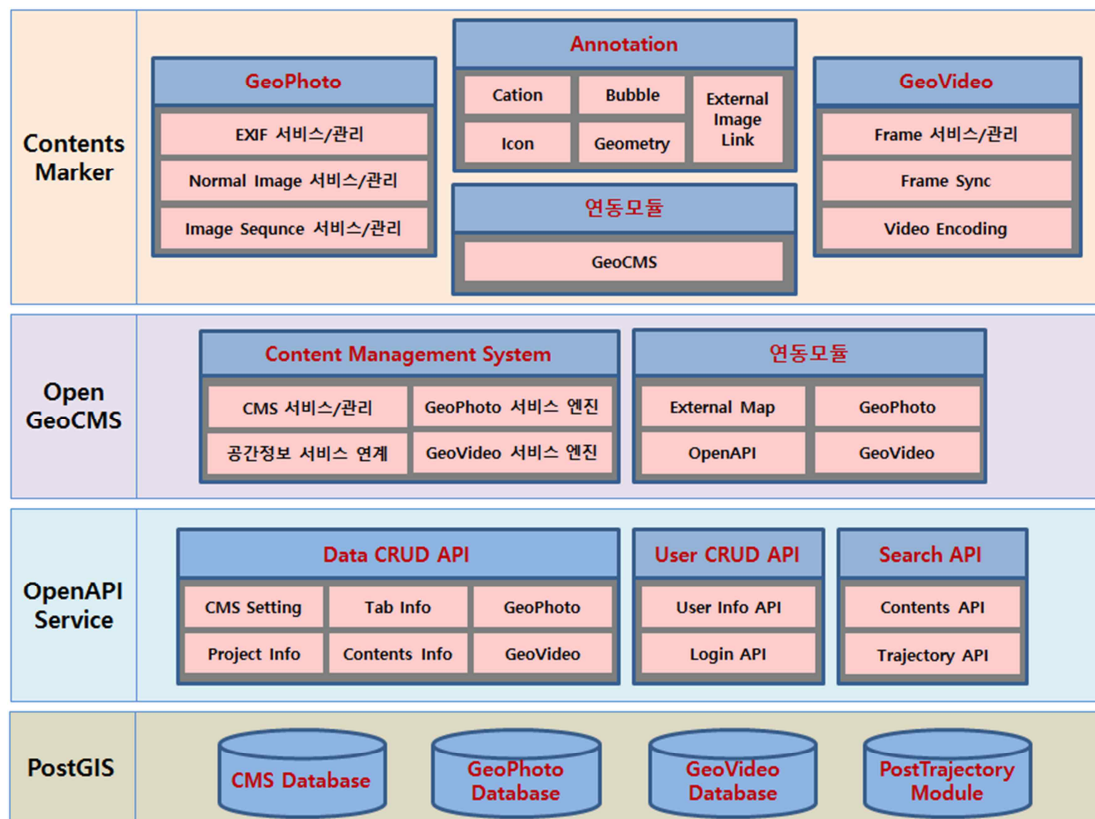 Contents
Marker
GeoPhoto
EXIF 서비스/관리
Normal Image 서비스/관리
Image Sequnce 서비스/관리
Annotation
Cation
Bubble
External
Image
Link
Icon
Geometry
연동모듈
GeoCMS
GeoVideo
Frame 서비스/관리
Frame Sync
Video Encoding
Open
GeoCMS
Content Management System
CMS 서비스/관리
GeoPhoto 서비스 엔진
공간정보 서비스 연계
GeoVideo 서비스 엔진
연동모듈
External Map
GeoPhoto
OpenAPI
GeoVideo
OpenAPI
Service
Data CRUD API
CMS Setting
Tab Info
GeoPhoto
Project Info
Contents Info
GeoVideo
User CRUD API
User Info API
Login API
Search API
Contents API
Trajectory API
PostGIS
CMS Database
GeoPhoto
Database
GeoVideo
Database
PostTrajectory
Module